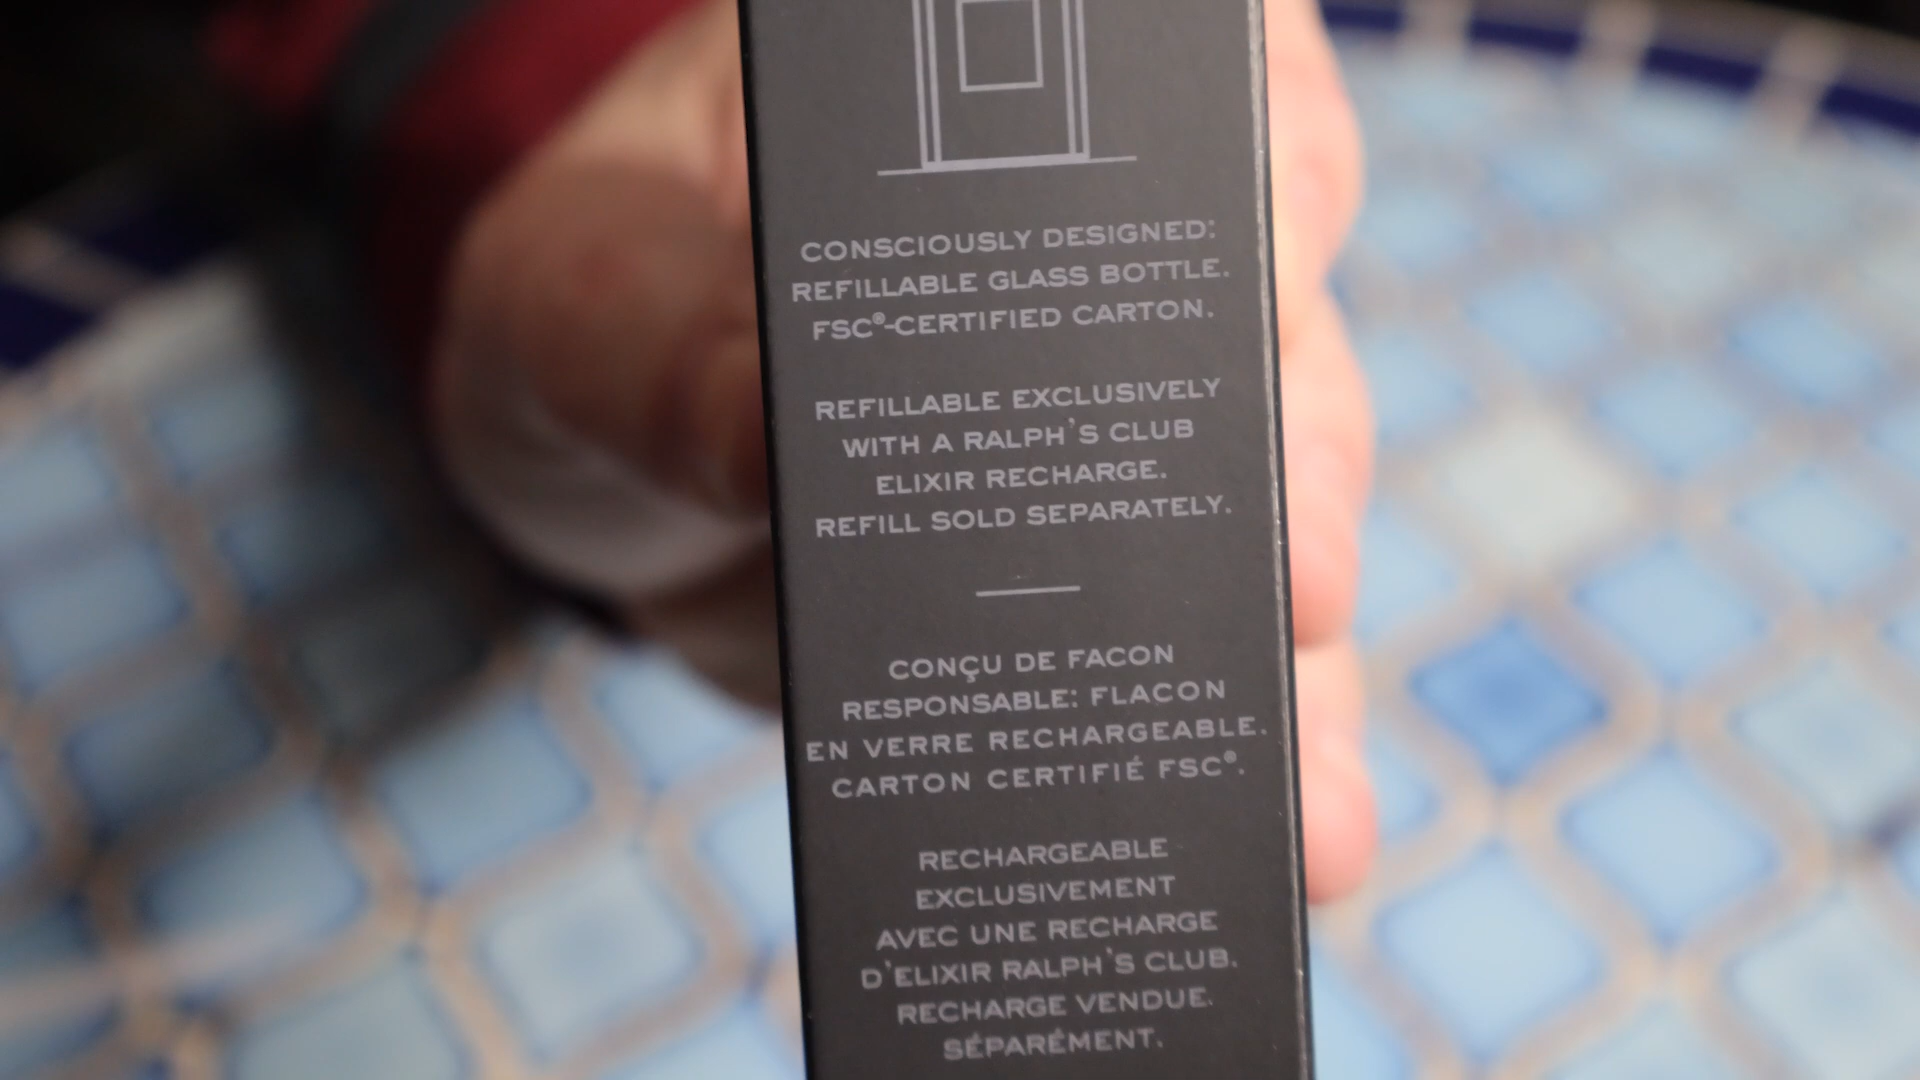 CONSCIOUSLY DESIGNED:
REFILLABLE GLASS BOTTLE.
FSC®-CERTIFIED CARTON.
REFILLABLE EXCLUSIVELY
WITH A RALPH'S CLUB
ELIXIR RECHARGE.
REFILL SOLD SEPARATELY.
CONÇU DE FACON
RESPONSABLE: FLACON
EN VERRE RECHARGEABLE.
CARTON CERTIFIÉ FSC®.
RECHARGEABLE
EXCLUSIVEMENT
AVEC UNE RECHARGE
D'ELIXIR RALPH'S CLUB.
RECHARGE VENDUE.
SÉPARÉMENT.